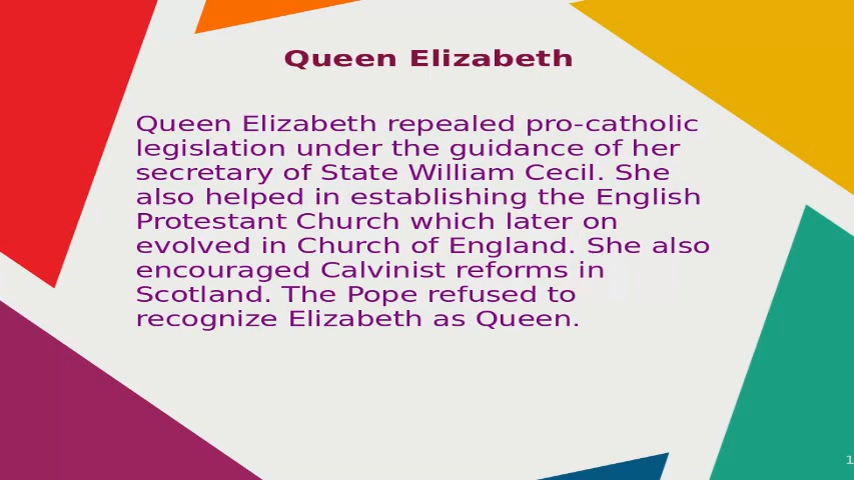 Queen Elizabeth
Queen Elizabeth repealed pro-catholic
legislation under the guidance of her
secretary of State William Cecil. She
also helped in establishing the English
Protestant Church which later on
evolved in Church of England. She also
encouraged Calvinist reforms in
Scotland. The Pope refused to
recognize Elizabeth as Queen.
1